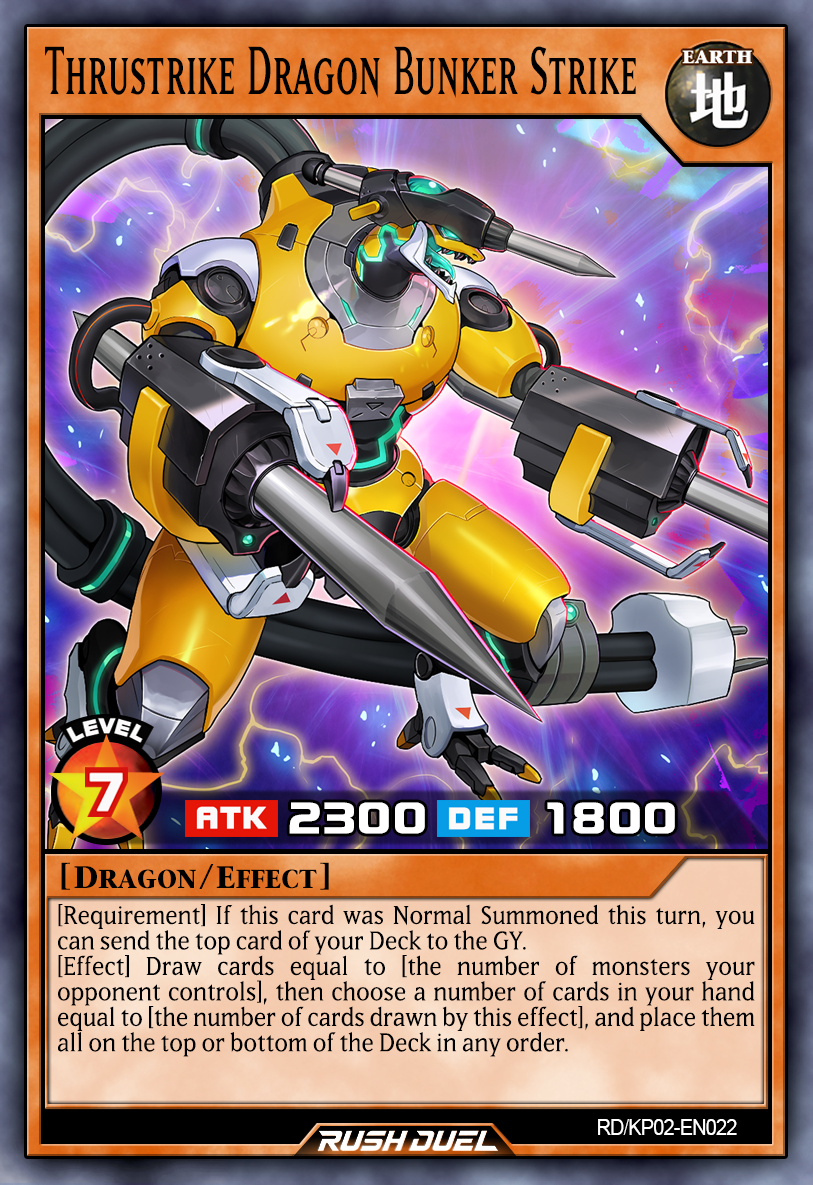 Thrustrike Dragon Bunker Strike
EARTH
地
LEVEL
7
ATK 2300 DEF 1800
[Dragon/Effect]
[Requirement] If this card was Normal Summoned this turn, you
can send the top card of your Deck to the GY.
[Effect] Draw cards equal to [the number of monsters your
opponent controls], then choose a number of cards in your hand
equal to [the number of cards drawn by this effect], and place them
all on the top or bottom of the Deck in any order.
RD/KP02-EN022
RUSH DUEL